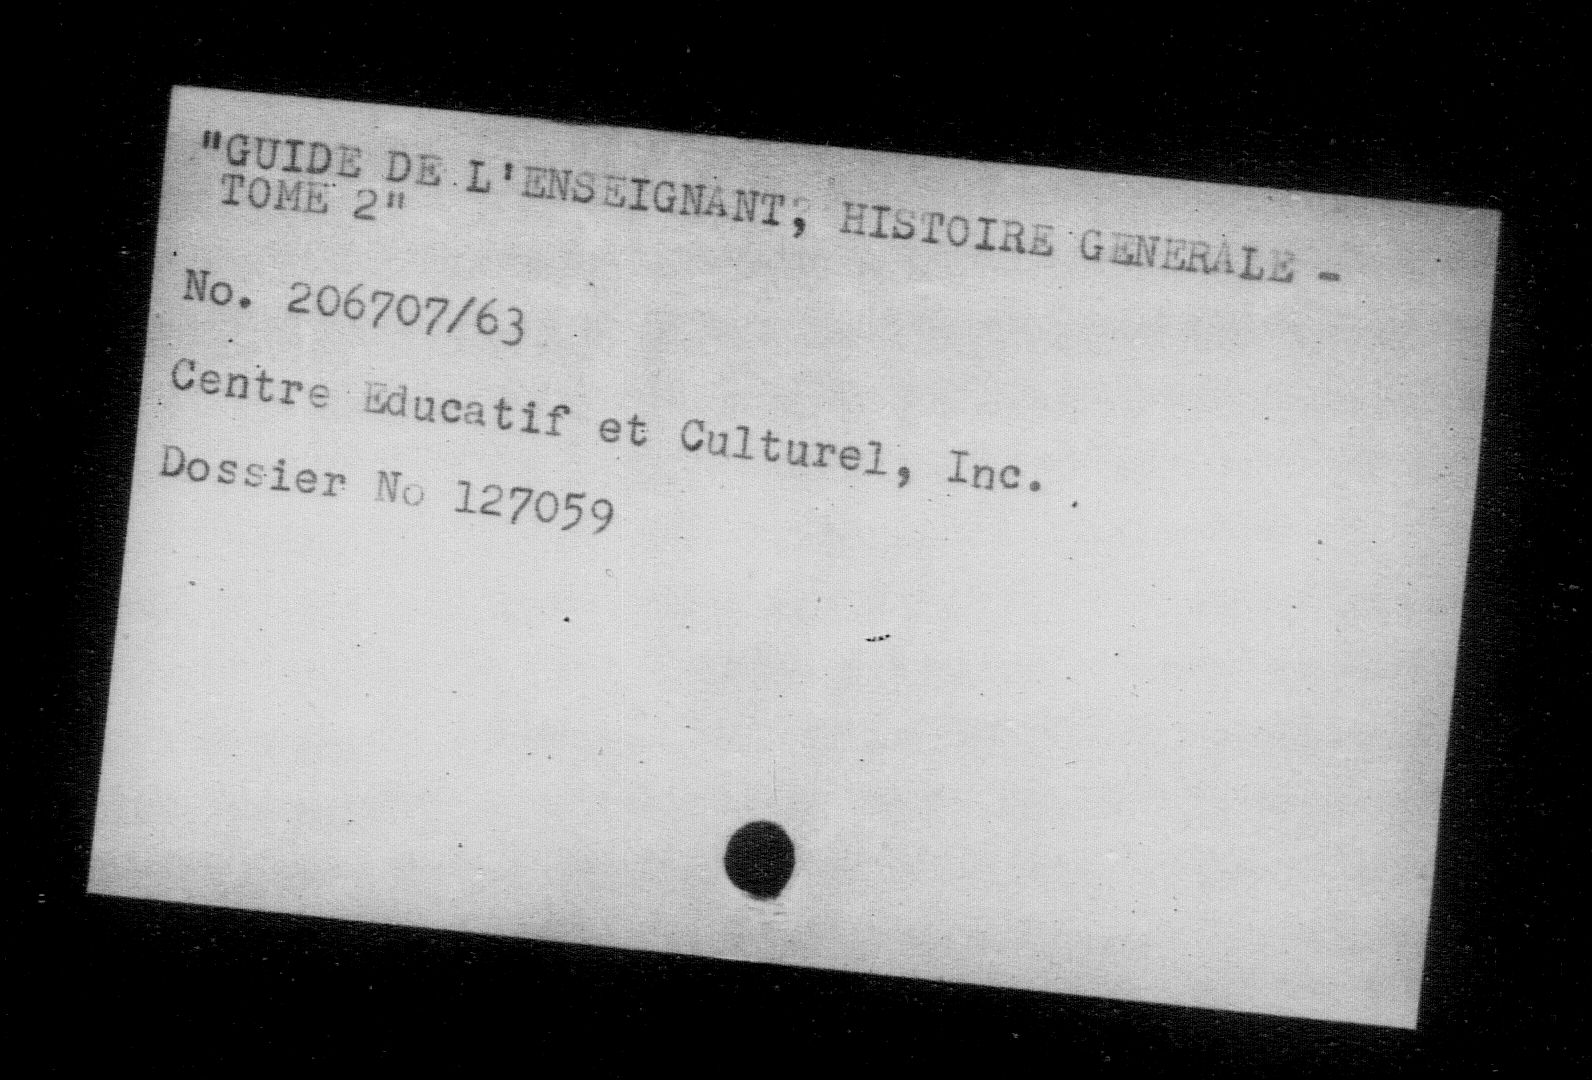 "GUIDE DE L'ENSEIGNANT; HISTOIRE GENERALE -
TOME 2"
No. 206707/63
Centre Educatif et Culturel, Inc.
Dossier No 127059